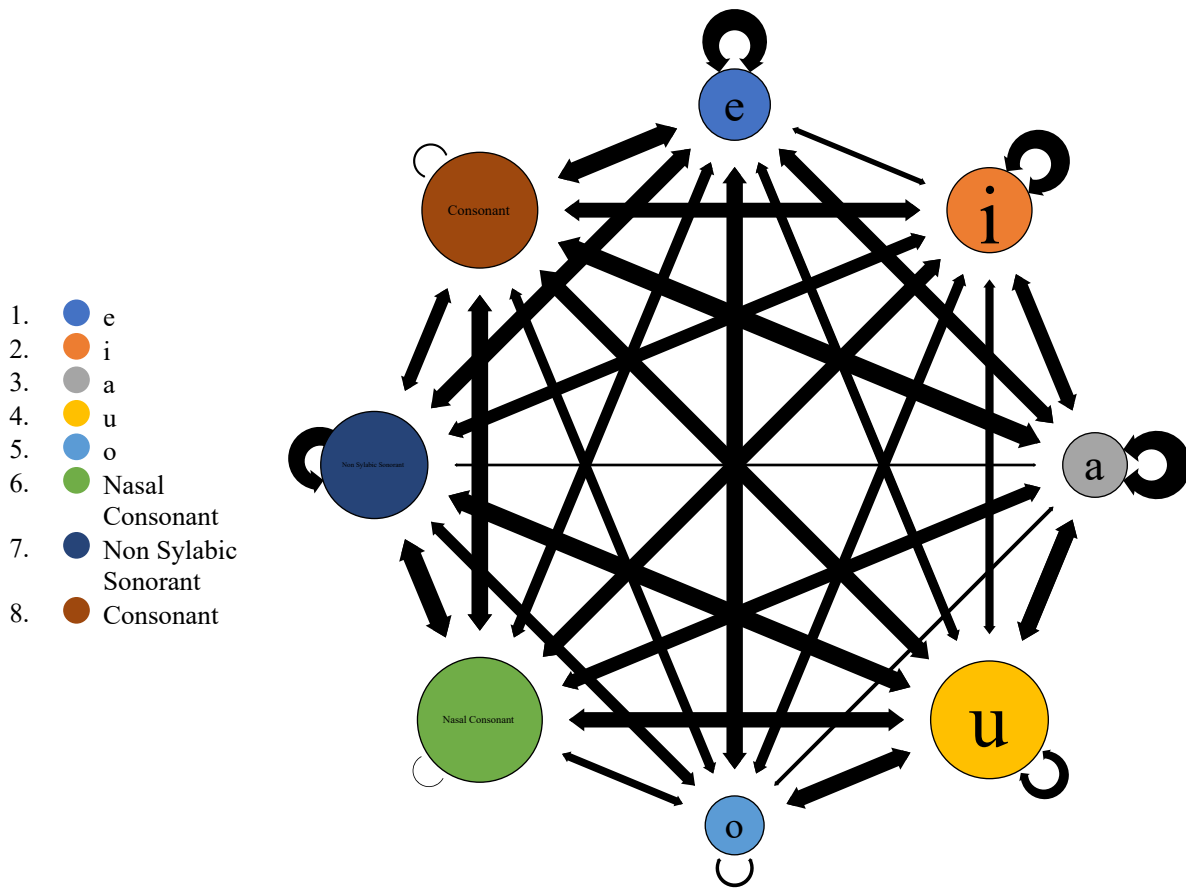 e
i
Consonant
1. e
2. i
3. a
4. u
5. o
6. Nasal
Consonant
7. Non Sylabic
Sonorant
8. Consonant
Non Sylabic Sonorant
a
Nasal Consonant
u
o